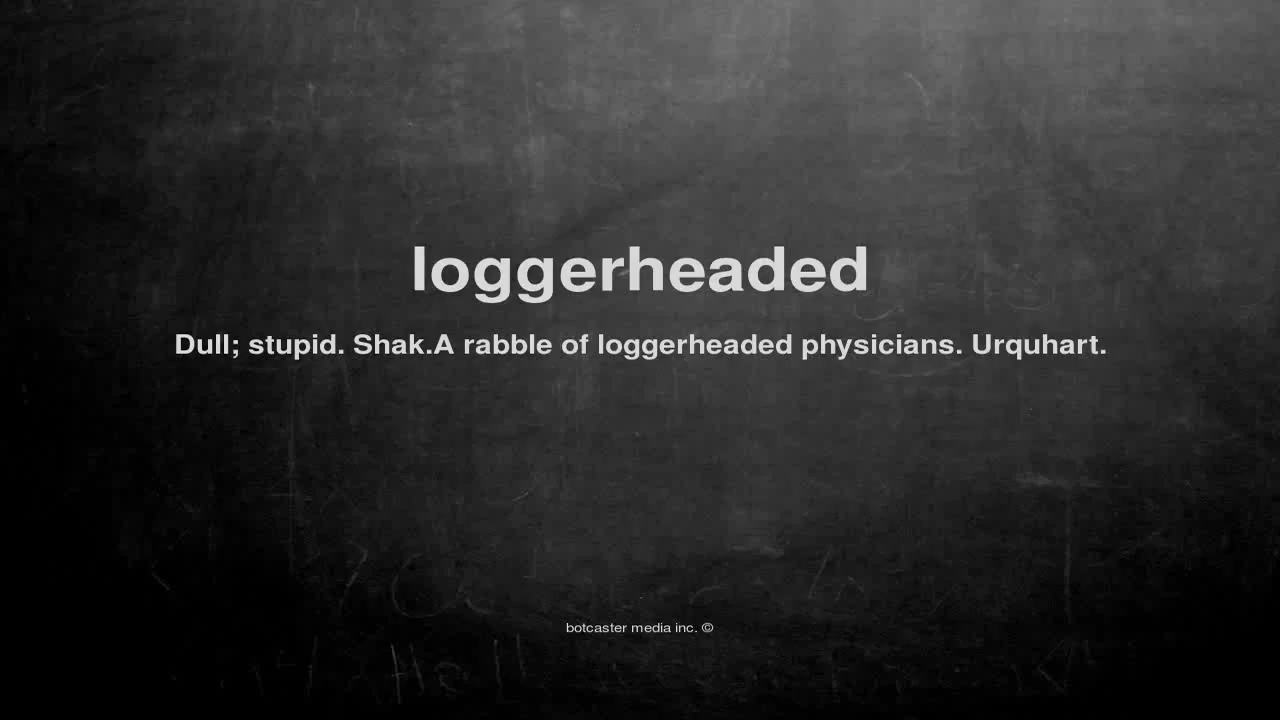 loggerheaded
Dull; stupid. Shak.A rabble of loggerheaded physicians. Urquhart.
botcaster media inc. ©